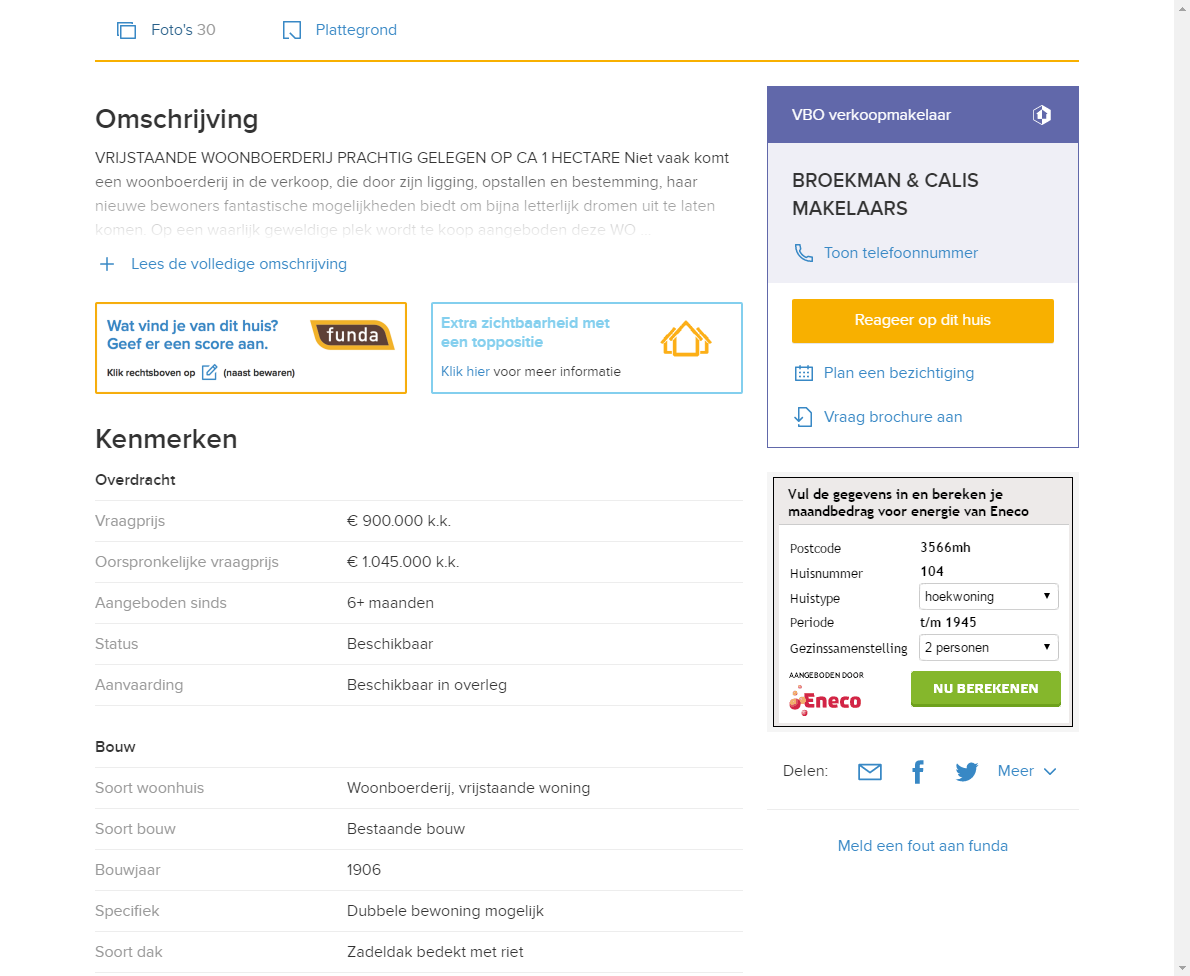 Foto's 30
Plattegrond
Omschrijving
VRIJSTAANDE WOONBOERDERIJ PRACHTIG GELEGEN OP CA 1 HECTARE Niet vaak komt
een woonboerderij in de verkoop, die door zijn ligging, opstallen en bestemming, haar
nieuwe bewoners fantastische mogelijkheden biedt om bijna letterlijk dromen uit te laten
komen. Op een waarlijk geweldige plek wordt te koop aangeboden deze WO ...
Lees de volledige omschrijving
Wat vind je van dit huis?
Geef er een score aan.
funda
Klik rechtsboven op (naast bewaren)
Extra zichtbaarheid met
een toppositie
Klik hier voor meer informatie
Kenmerken
Overdracht
Vraagprijs € 900.000 k.k.
Oorspronkelijke vraagprijs € 1.045.000 k.k.
Aangeboden sinds 6+ maanden
Status Beschikbaar
Aanvaarding Beschikbaar in overleg
Bouw
Soort woonhuis Woonboerderij, vrijstaande woning
Soort bouw Bestaande bouw
Bouwjaar 1906
Specifiek Dubbele bewoning mogelijk
Soort dak Zadeldak bedekt met riet
VBO verkoopmakelaar
BROEKMAN & CALIS
MAKELAARS
Toon telefoonnummer
Reageer op dit huis
Plan een bezichtiging
Vraag brochure aan
Vul de gegevens in en bereken je
maandbedrag voor energie van Eneco
Postcode 3566mh
Huisnummer 104
Huistype hoekwoning
Periode t/m 1945
Gezinssamenstelling 2 personen
AANGEBODEN DOOR
Eneco
NU BEREKENEN
Delen:
Meer
Meld een fout aan funda